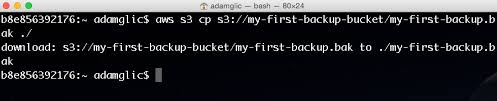 adamglic — bash — 80×24
b8e856392176:~ adamglic$ aws s3 cp s3://my-first-backup-bucket/my-first-backup.b
ak ./
download: s3://my-first-backup-bucket/my-first-backup.bak to ./my-first-backup.b
ak
b8e856392176:~ adamglic$